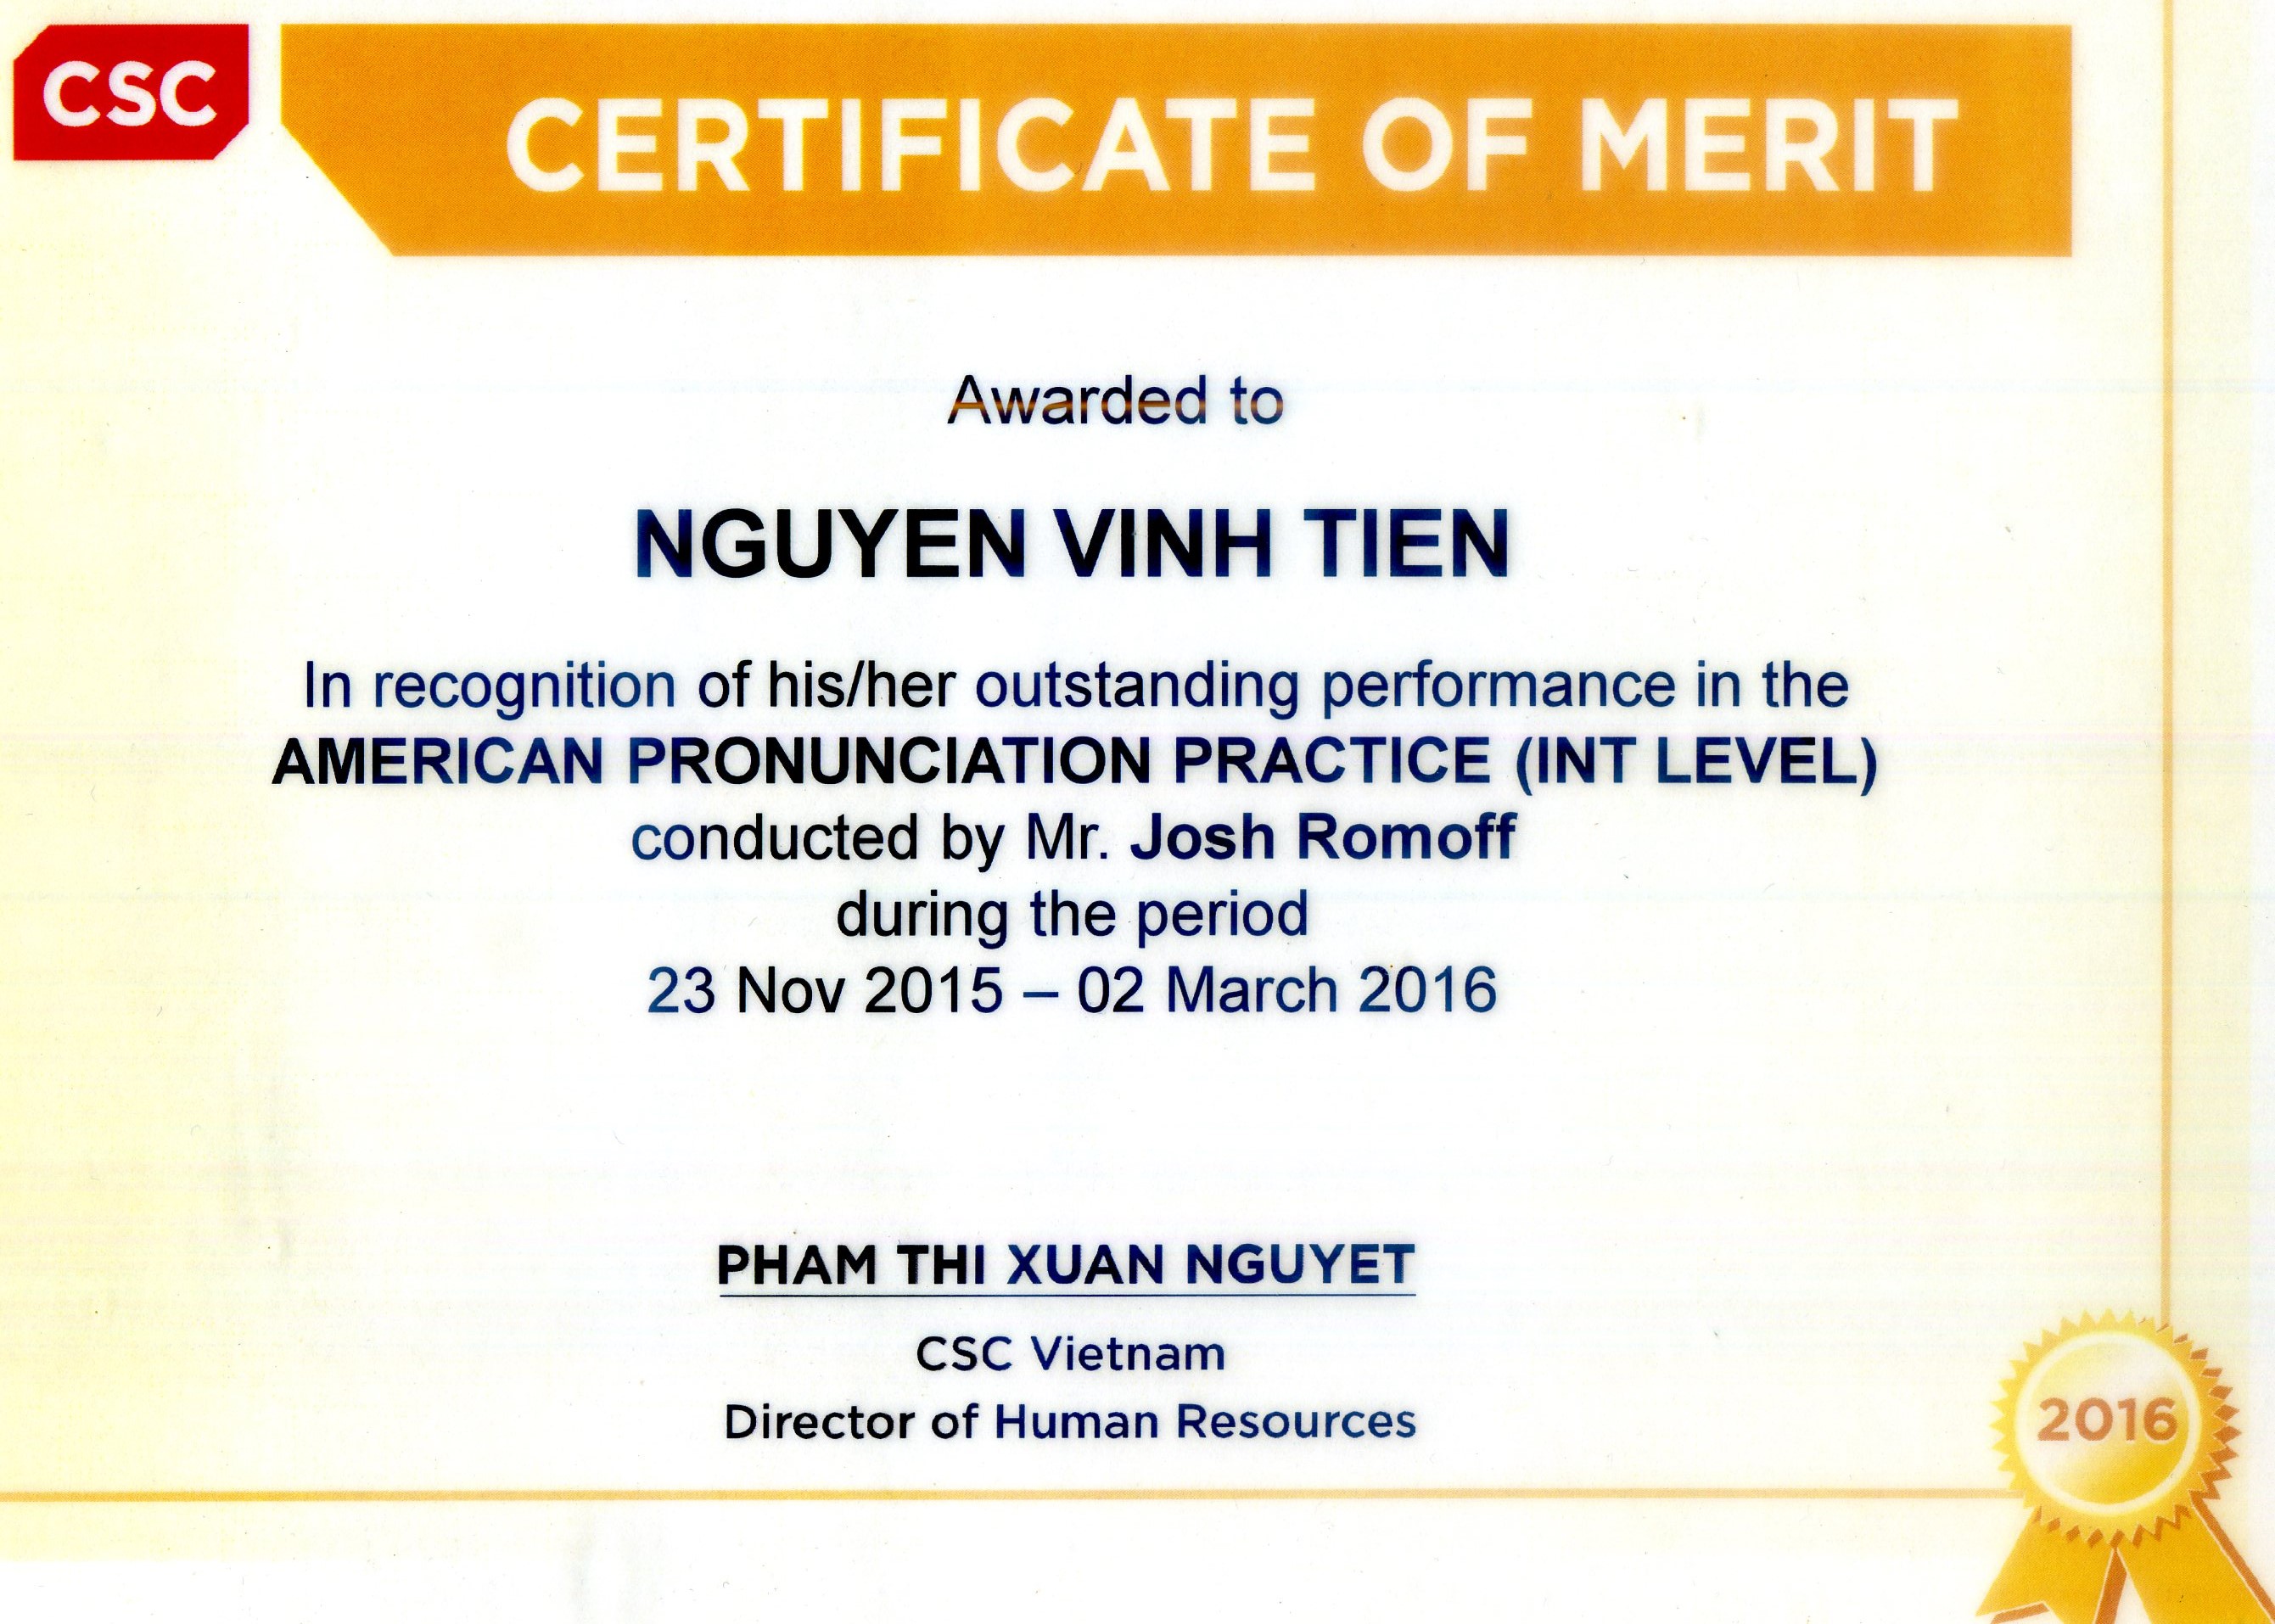 CSC
CERTIFICATE OF MERIT
Awarded to
NGUYEN VINH TIEN
In recognition of his/her outstanding performance in the
AMERICAN PRONUNCIATION PRACTICE (INT LEVEL)
conducted by Mr. Josh Romoff
during the period
23 Nov 2015 – 02 March 2016
PHAM THI XUAN NGUYET
CSC Vietnam
Director of Human Resources
2016